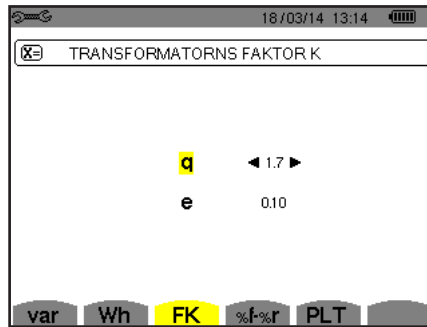 18/03/14 13:14
X= TRANSFORMATORNS FAKTOR K
q ◄ 1.7 ►
e 0.10
var Wh FK %f-%r PLT